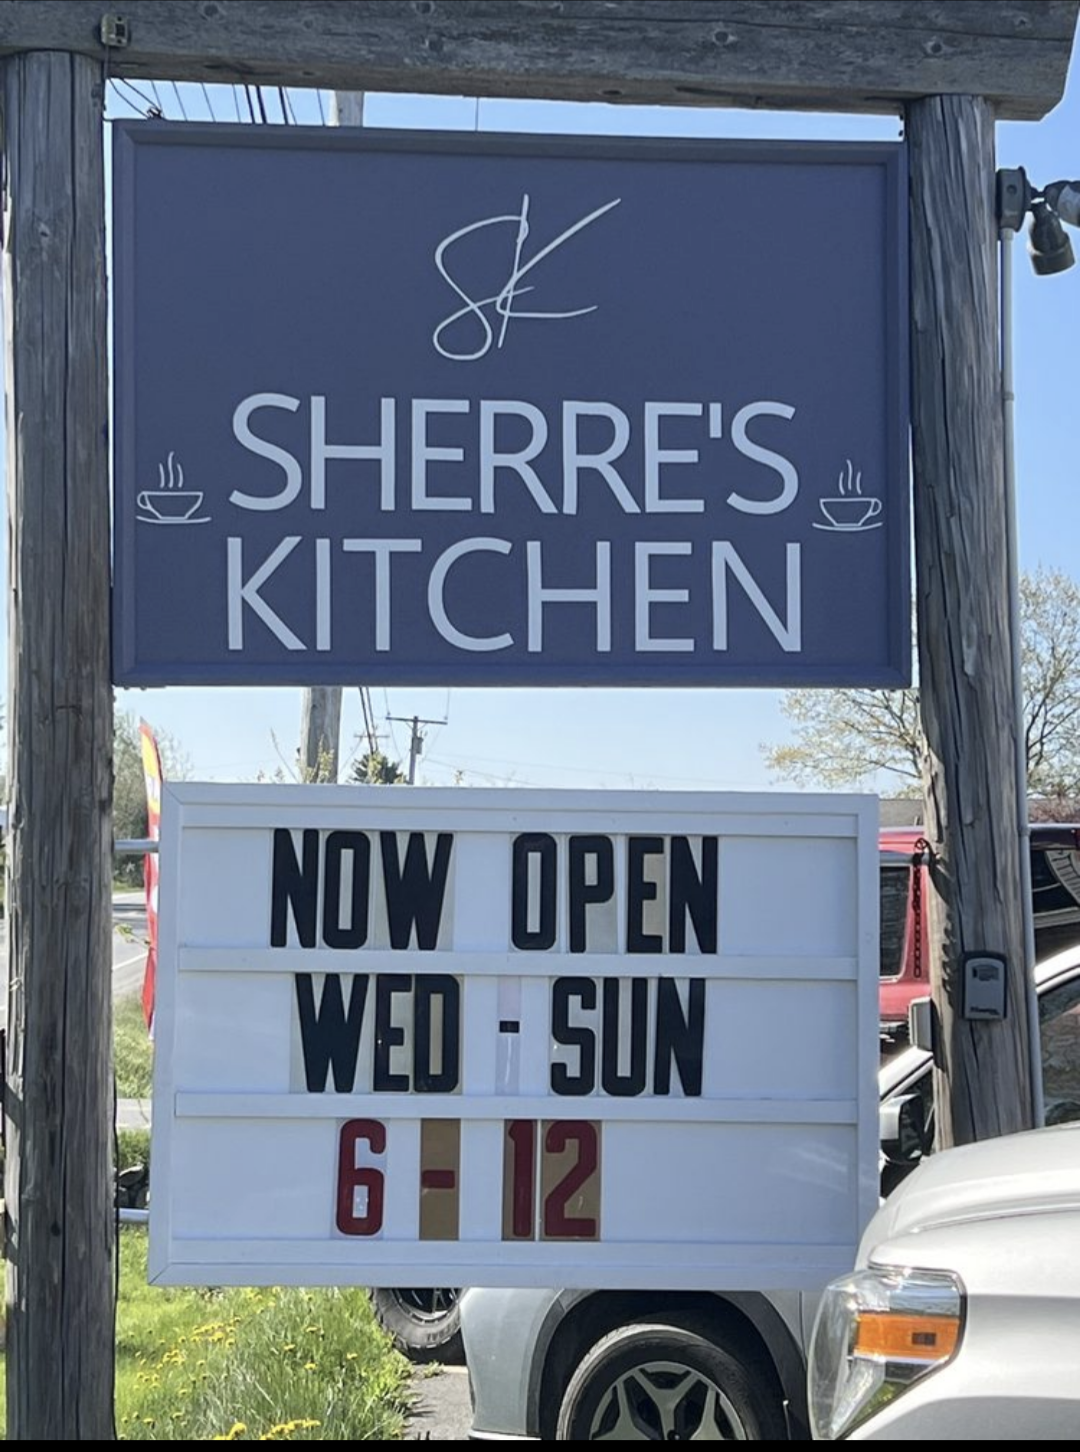 SK
SHERRE'S
KITCHEN
NOW OPEN
WED - SUN
6 - 12